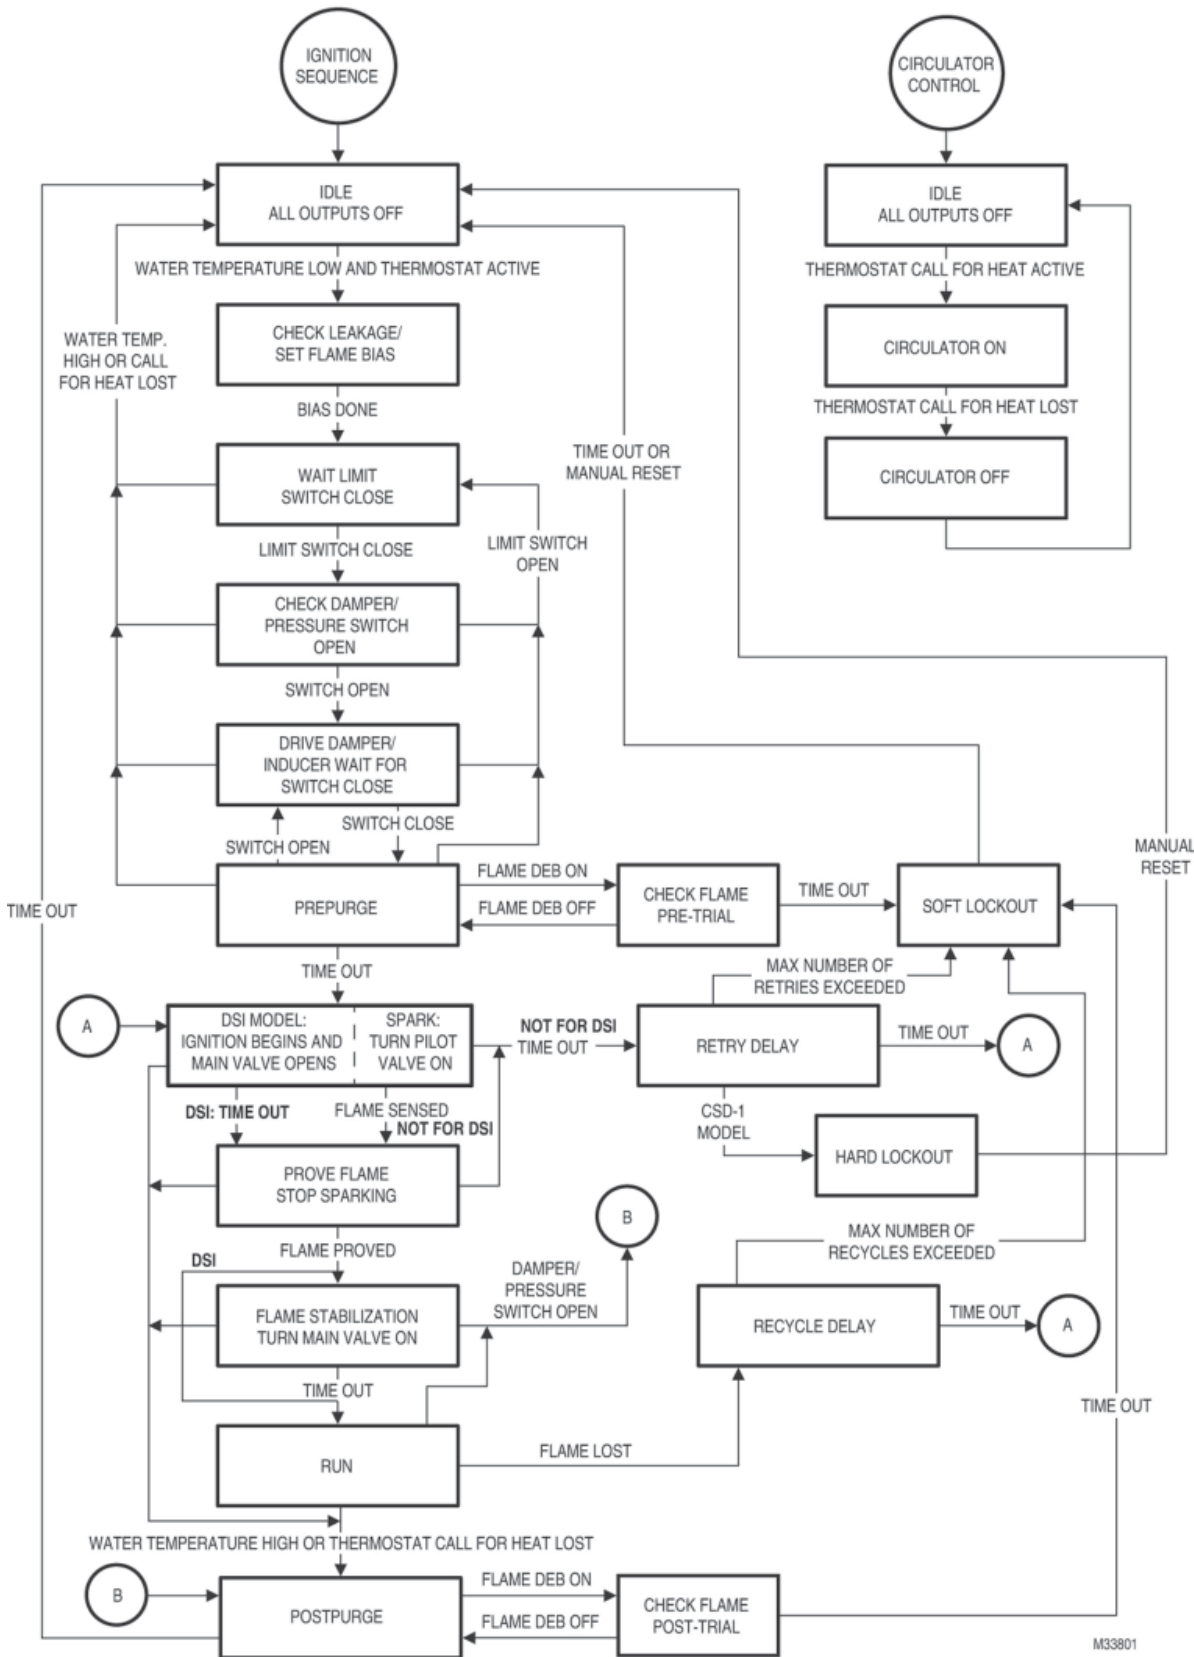 IGNITION
SEQUENCE
CIRCULATOR
CONTROL
IDLE
ALL OUTPUTS OFF
IDLE
ALL OUTPUTS OFF
WATER TEMPERATURE LOW AND THERMOSTAT ACTIVE
THERMOSTAT CALL FOR HEAT ACTIVE
WATER TEMP.
HIGH OR CALL
FOR HEAT LOST
CHECK LEAKAGE/
SET FLAME BIAS
CIRCULATOR ON
BIAS DONE
THERMOSTAT CALL FOR HEAT LOST
WAIT LIMIT
SWITCH CLOSE
TIME OUT OR
MANUAL RESET
CIRCULATOR OFF
LIMIT SWITCH CLOSE
LIMIT SWITCH
OPEN
CHECK DAMPER/
PRESSURE SWITCH
OPEN
SWITCH OPEN
DRIVE DAMPER/
INDUCER WAIT FOR
SWITCH CLOSE
SWITCH CLOSE
SWITCH OPEN
MANUAL
RESET
TIME OUT
PREPURGE
FLAME DEB ON
FLAME DEB OFF
CHECK FLAME
PRE-TRIAL
TIME OUT
SOFT LOCKOUT
TIME OUT
MAX NUMBER OF
RETRIES EXCEEDED
A
DSI MODEL:
IGNITION BEGINS AND
MAIN VALVE OPENS
SPARK:
TURN PILOT
VALVE ON
NOT FOR DSI
TIME OUT
RETRY DELAY
TIME OUT
A
DSI: TIME OUT
FLAME SENSED
NOT FOR DSI
CSD-1
MODEL
HARD LOCKOUT
PROVE FLAME
STOP SPARKING
B
FLAME PROVED
MAX NUMBER OF
RECYCLES EXCEEDED
DSI
DAMPER/
PRESSURE
SWITCH OPEN
FLAME STABILIZATION
TURN MAIN VALVE ON
RECYCLE DELAY
TIME OUT
A
TIME OUT
TIME OUT
RUN
FLAME LOST
WATER TEMPERATURE HIGH OR THERMOSTAT CALL FOR HEAT LOST
B
POSTPURGE
FLAME DEB ON
FLAME DEB OFF
CHECK FLAME
POST-TRIAL
M33801